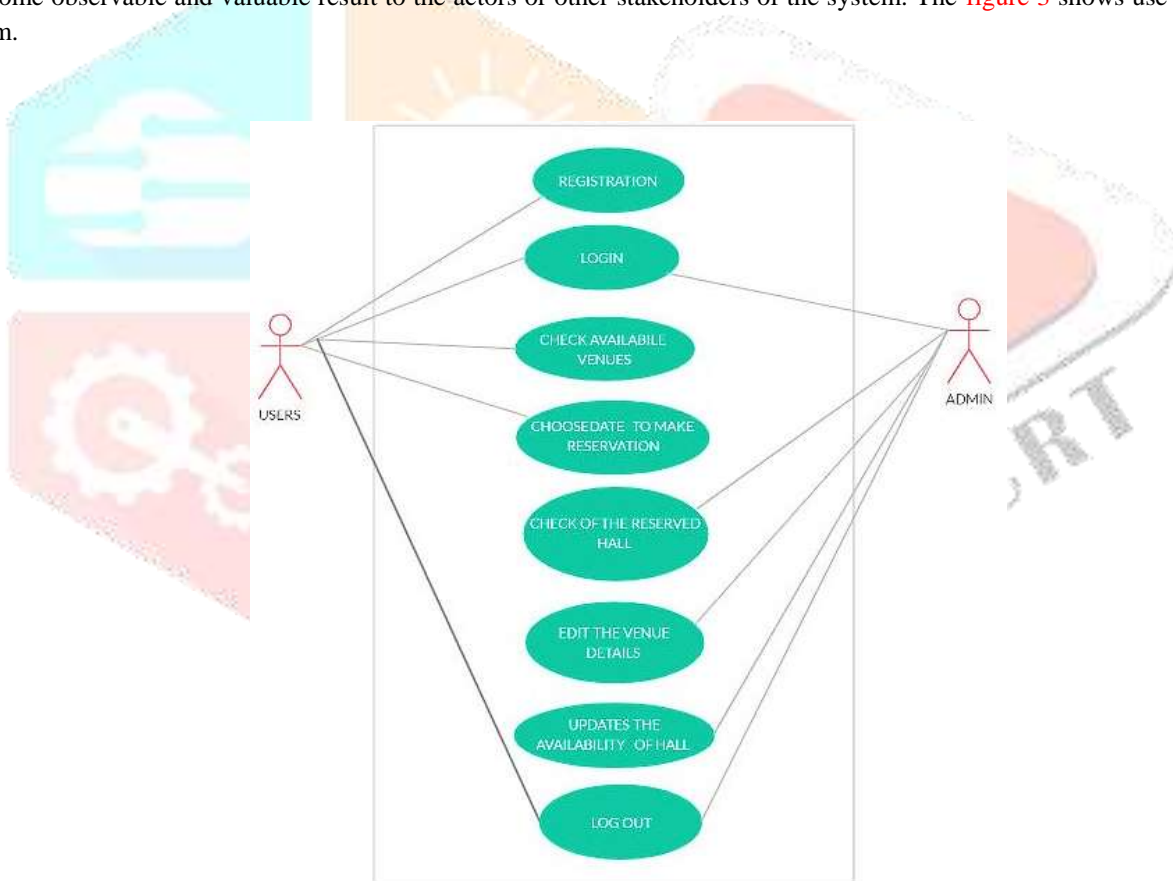 ome observable and valuable result to the actors or other stakeholders of the system. The figure 3 shows use
m.
REGISTRATION
LOGIN
CHECK AVAILABILE
VENUES
USERS
ADMIN
CHOOSEDATE TO MAKE
RESERVATION
CHECK OF THE RESERVED
HALL
EDIT THE VENUE
DETAILS
UPDATES THE
AVAILABILITY OF HALL
LOG OUT